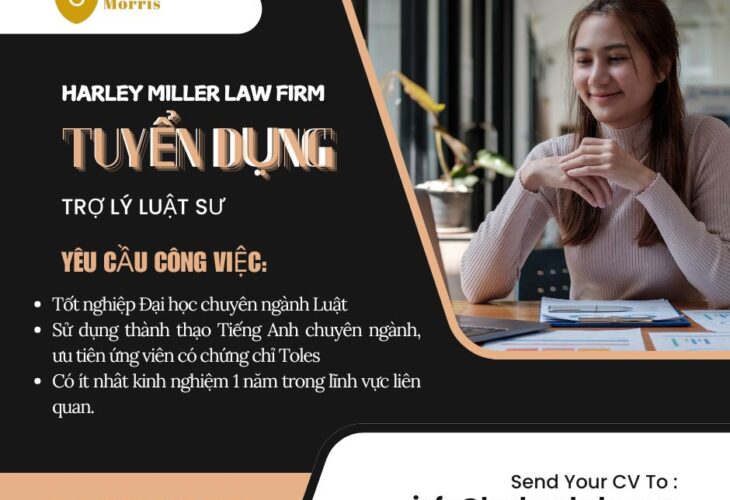 Morris
HARLEY MILLER LAW FIRM
TUYỂN DỤNG
TRỢ LÝ LUẬT SƯ
YÊU CẦU CÔNG VIỆC:
Tốt nghiệp Đại học chuyên ngành Luật
Sử dụng thành thạo Tiếng Anh chuyên ngành,
ưu tiên ứng viên có chứng chỉ Toles
Có ít nhất kinh nghiệm 1 năm trong lĩnh vực liên
quan.
Send Your CV To :